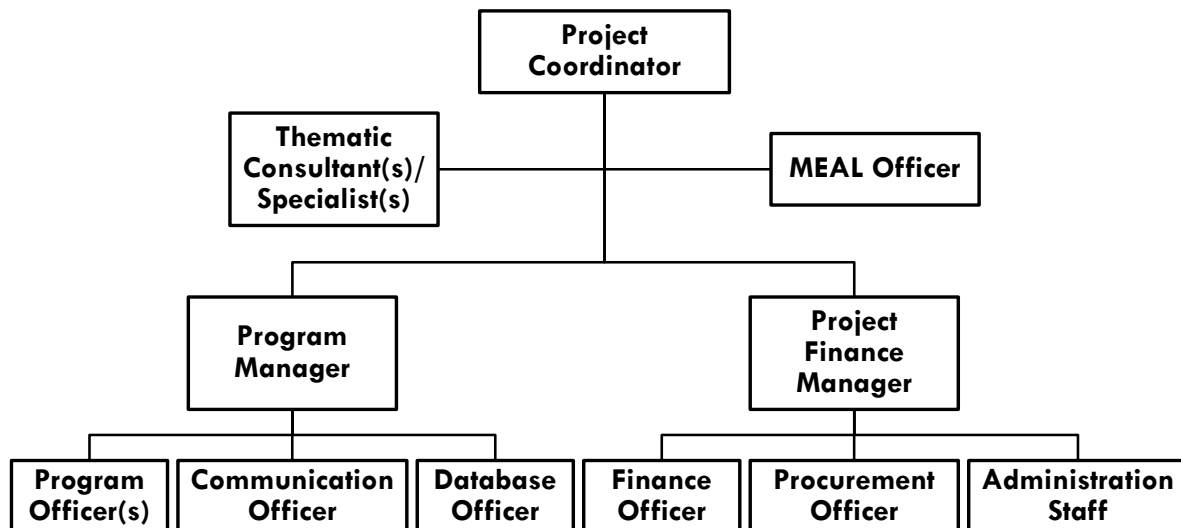 Project
Coordinator
Thematic
Consultant(s)/
Specialist(s)
MEAL Officer
Program
Manager
Project
Finance
Manager
Program
Officer(s)
Communication
Officer
Database
Officer
Finance
Officer
Procurement
Officer
Administration
Staff